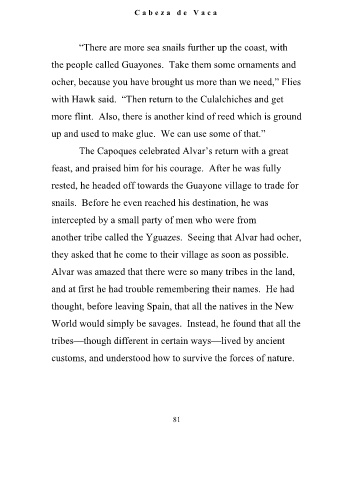 Cabeza de Vaca
“There are more sea snails further up the coast, with
the people called Guayones.  Take them some ornaments and
ocher, because you have brought us more than we need,” Flies
with Hawk said.  “Then return to the Culalchiches and get
more flint.  Also, there is another kind of reed which is ground
up and used to make glue.  We can use some of that.”
The Capoques celebrated Alvar’s return with a great
feast, and praised him for his courage.  After he was fully
rested, he headed off towards the Guayone village to trade for
snails.  Before he even reached his destination, he was
intercepted by a small party of men who were from
another tribe called the Yguazes.  Seeing that Alvar had ocher,
they asked that he come to their village as soon as possible.
Alvar was amazed that there were so many tribes in the land,
and at first he had trouble remembering their names.  He had
thought, before leaving Spain, that all the natives in the New
World would simply be savages.  Instead, he found that all the
tribes—though different in certain ways—lived by ancient
customs, and understood how to survive the forces of nature.
81